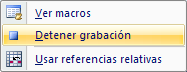 Ver macros
Detener grabación
Usar referencias relativas